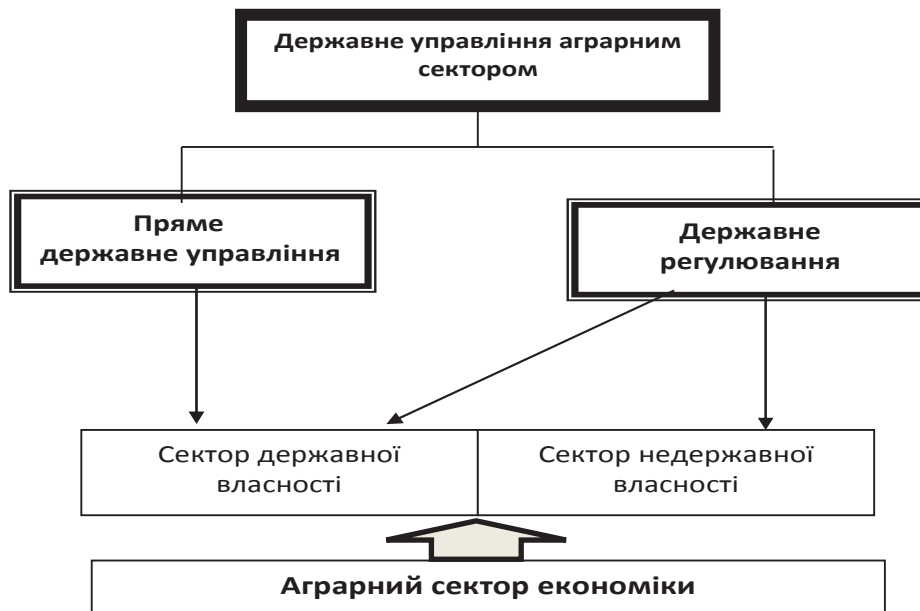 Державне управління аграрним
сектором
Пряме
державне управління
Державне
регулювання
Сектор державної
власності
Сектор недержавної
власності
Аграрний сектор економіки